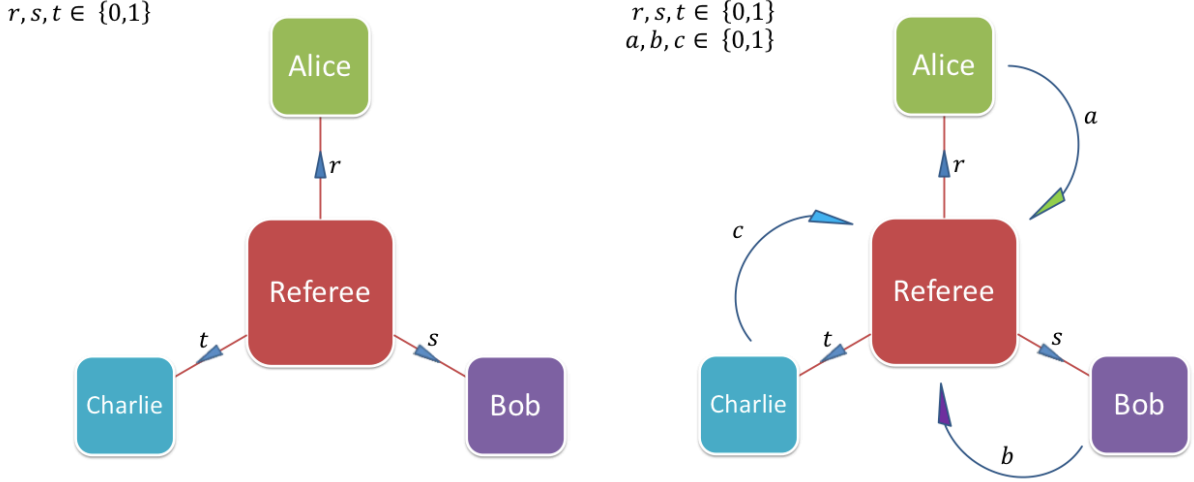 r, s, t ∈ {0,1}
Alice
r
Referee
t
s
Charlie
Bob
r, s, t ∈ {0,1}
a, b, c ∈ {0,1}
Alice
a
r
c
Referee
t
s
Charlie
Bob
b